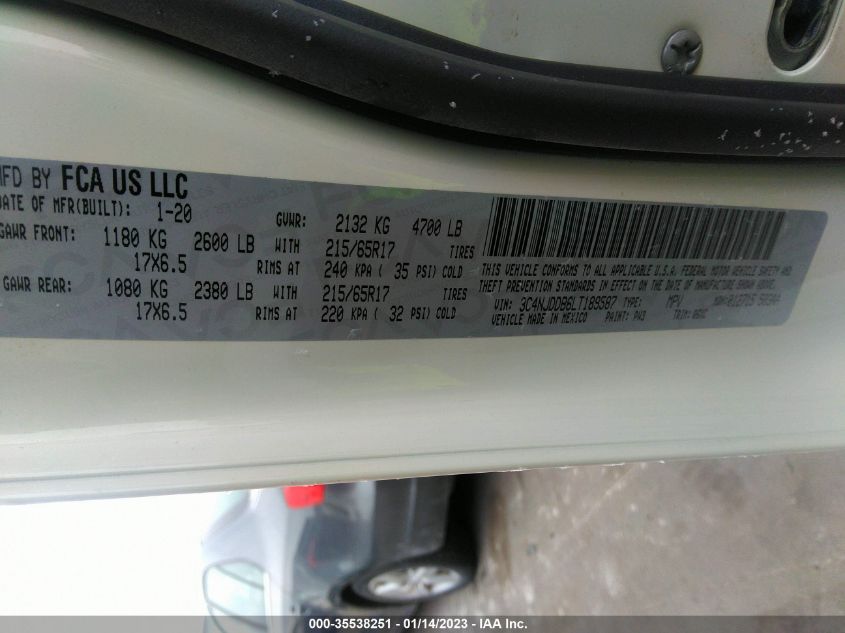 MFD BY FCA US LLC
DATE OF MFR(BUILT): 1-20 GVWR: 2132 KG 4700 LB
GAWR FRONT: 1180 KG 2600 LB WITH 215/65R17 TIRES
17X6.5 RIMS AT 240 KPA ( 35 PSI) COLD
GAWR REAR: 1080 KG 2380 LB WITH 215/65R17 TIRES
17X6.5 RIMS AT 220 KPA ( 32 PSI) COLD
THIS VEHICLE CONFORMS TO ALL APPLICABLE U.S.A. FEDERAL MOTOR VEHICLE SAFETY AND
THEFT PREVENTION STANDARDS IN EFFECT ON THE DATE OF MANUFACTURE SHOWN ABOVE.
VIN: 3C4NJDDB6LT189507 TYPE: MPV
VEHICLE MADE IN MEXICO PAINT: PW3 TRIM:
000-35538251 - 01/14/2023 - IAA Inc.